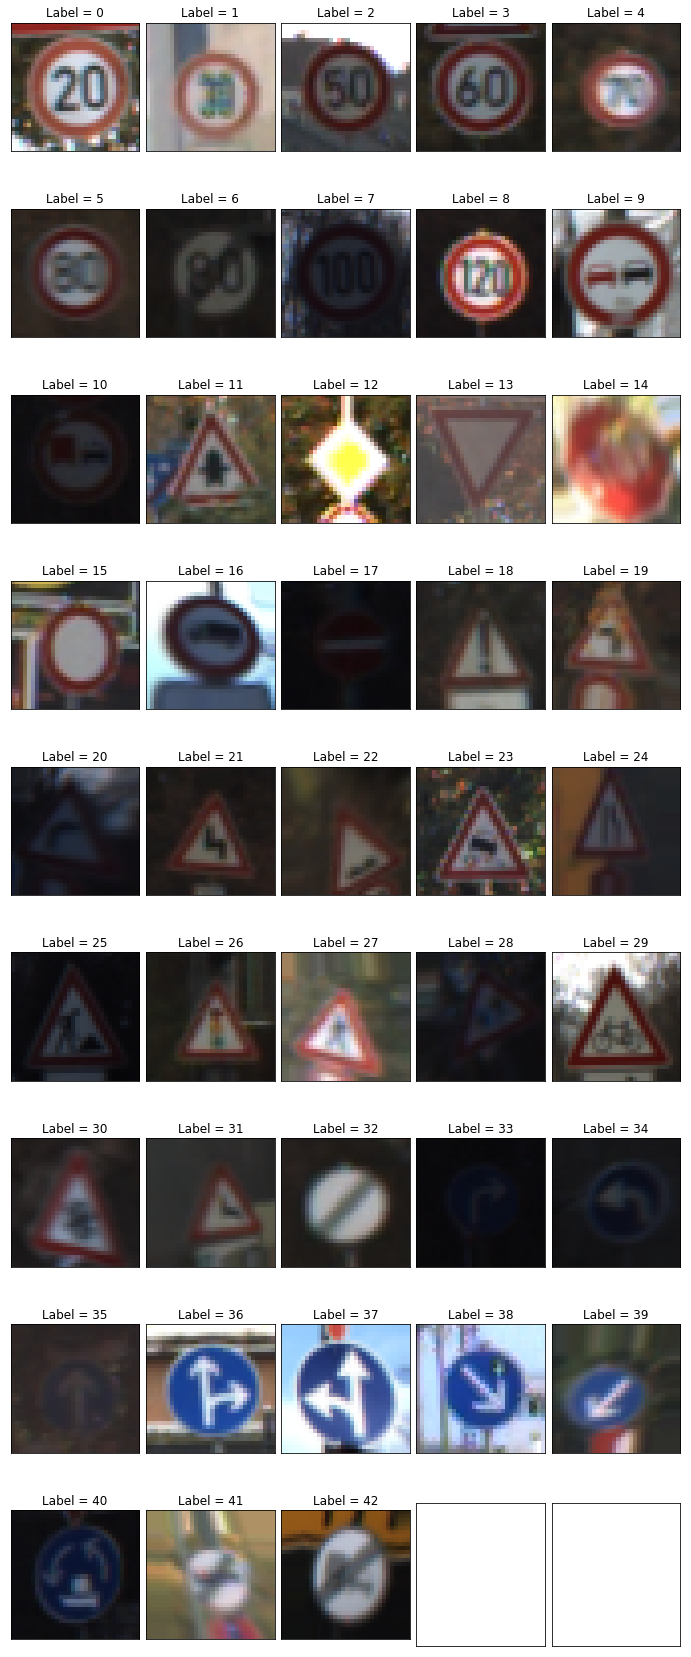 Label = 0 Label = 1 Label = 2 Label = 3 Label = 4
20 50 60 70
Label = 5 Label = 6 Label = 7 Label = 8 Label = 9
80 80 100 120
Label = 10 Label = 11 Label = 12 Label = 13 Label = 14
Label = 15 Label = 16 Label = 17 Label = 18 Label = 19
Label = 20 Label = 21 Label = 22 Label = 23 Label = 24
Label = 25 Label = 26 Label = 27 Label = 28 Label = 29
Label = 30 Label = 31 Label = 32 Label = 33 Label = 34
Label = 35 Label = 36 Label = 37 Label = 38 Label = 39
Label = 40 Label = 41 Label = 42